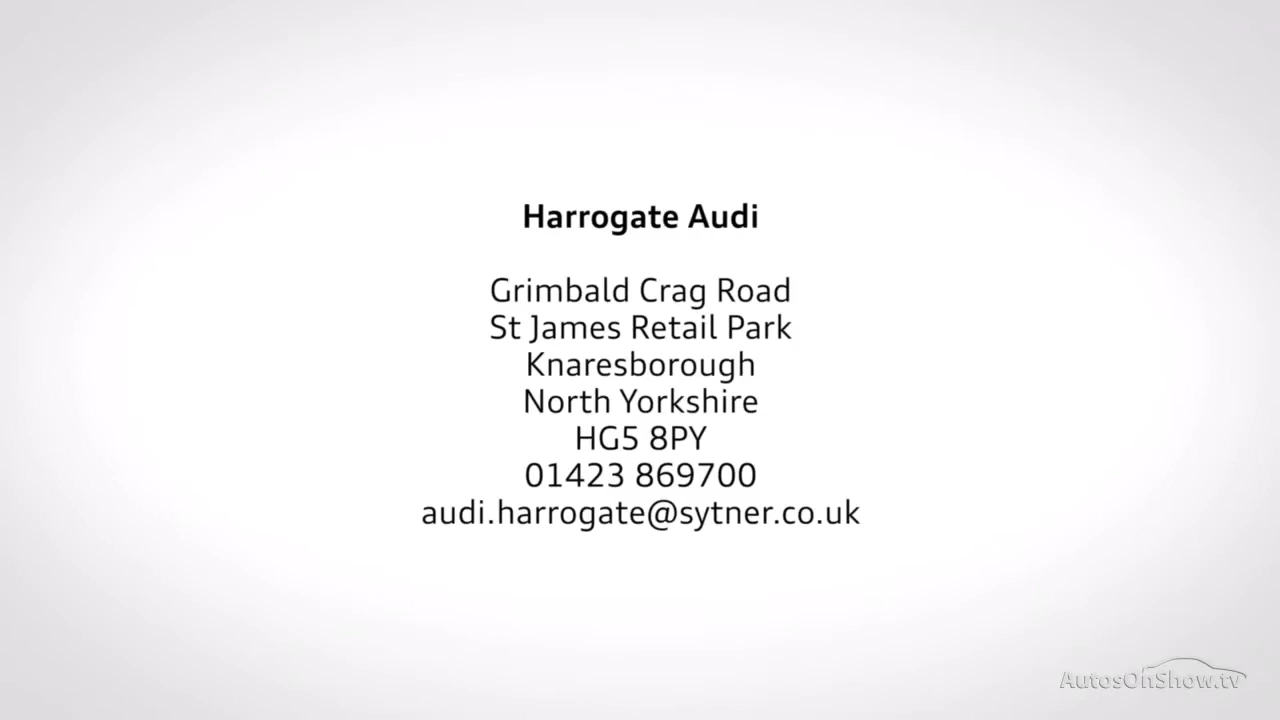 Harrogate Audi
Grimbald Crag Road
St James Retail Park
Knaresborough
North Yorkshire
HG5 8PY
01423 869700
audi.harrogate@sytner.co.uk
AutosOnShow.tv